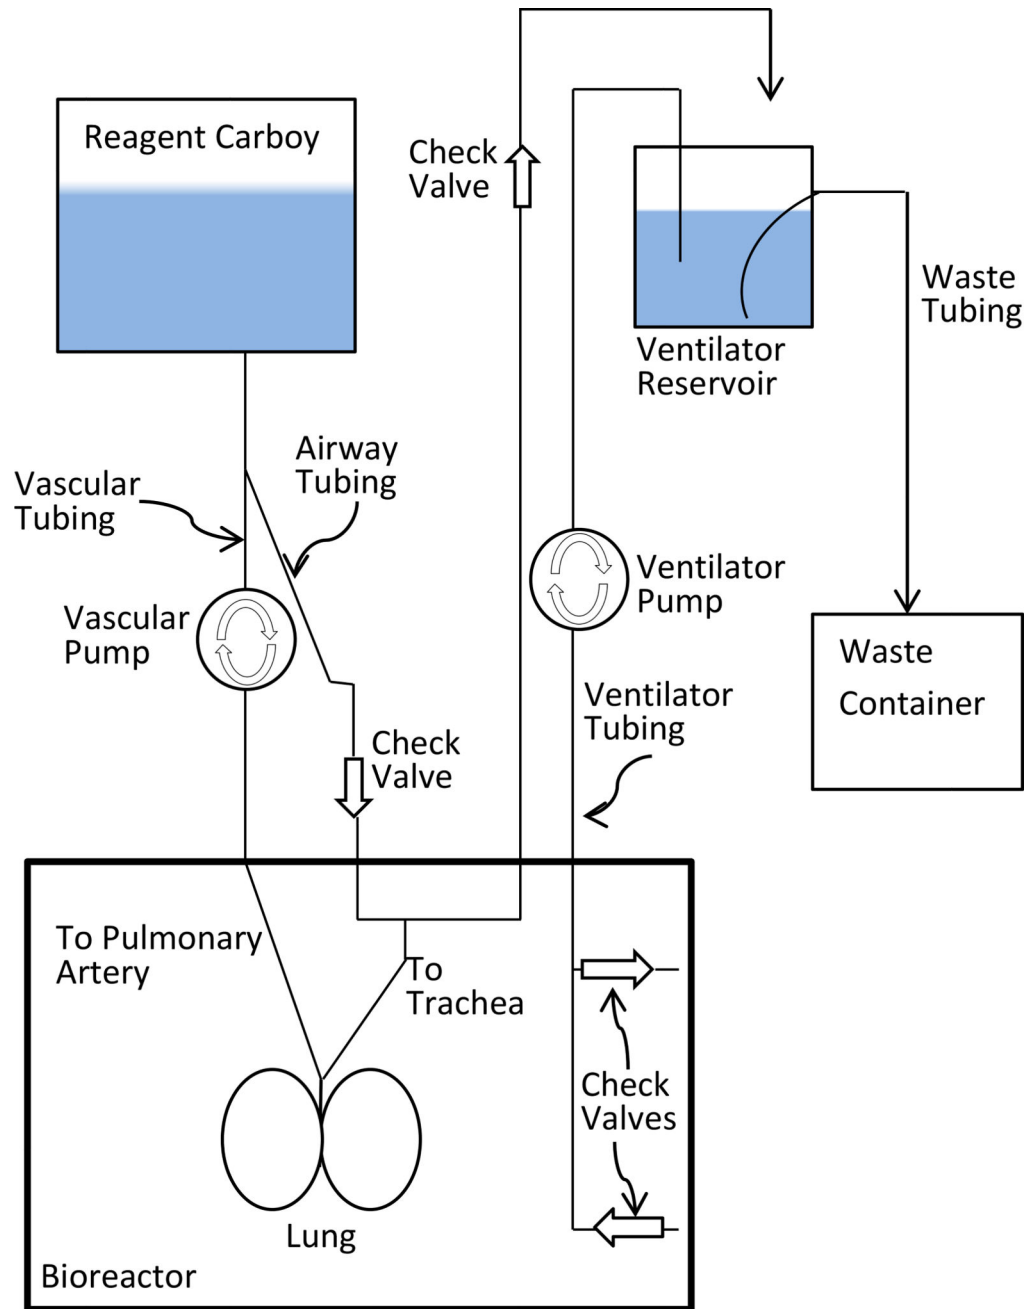 Reagent Carboy
Check
Valve
Waste
Tubing
Ventilator
Reservoir
Airway
Tubing
Vascular
Tubing
Ventilator
Pump
Vascular
Pump
Waste
Container
Ventilator
Tubing
Check
Valve
To Pulmonary
Artery
To
Trachea
Check
Valves
Lung
Bioreactor